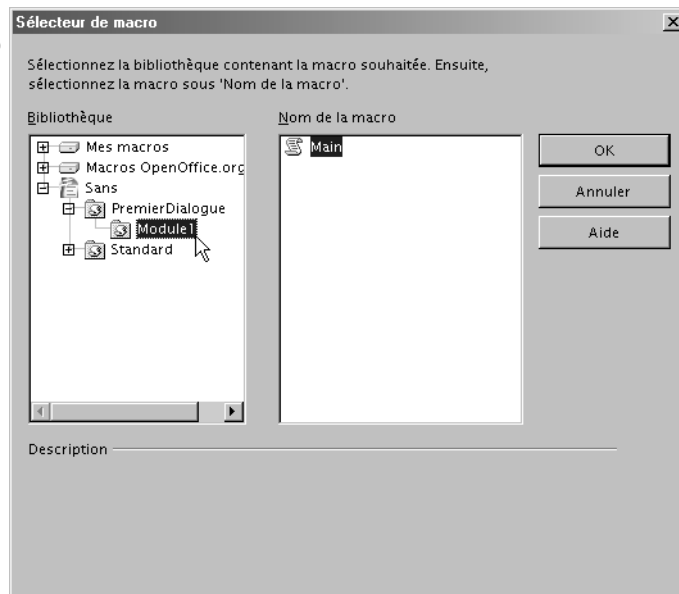 Sélecteur de macro
Sélectionnez la bibliothèque contenant la macro souhaitée. Ensuite,
sélectionnez la macro sous 'Nom de la macro'.
Bibliothèque
Nom de la macro
Mes macros
Macros OpenOffice.org
Sans
PremierDialogue
Module1
Standard
Main
OK
Annuler
Aide
Description